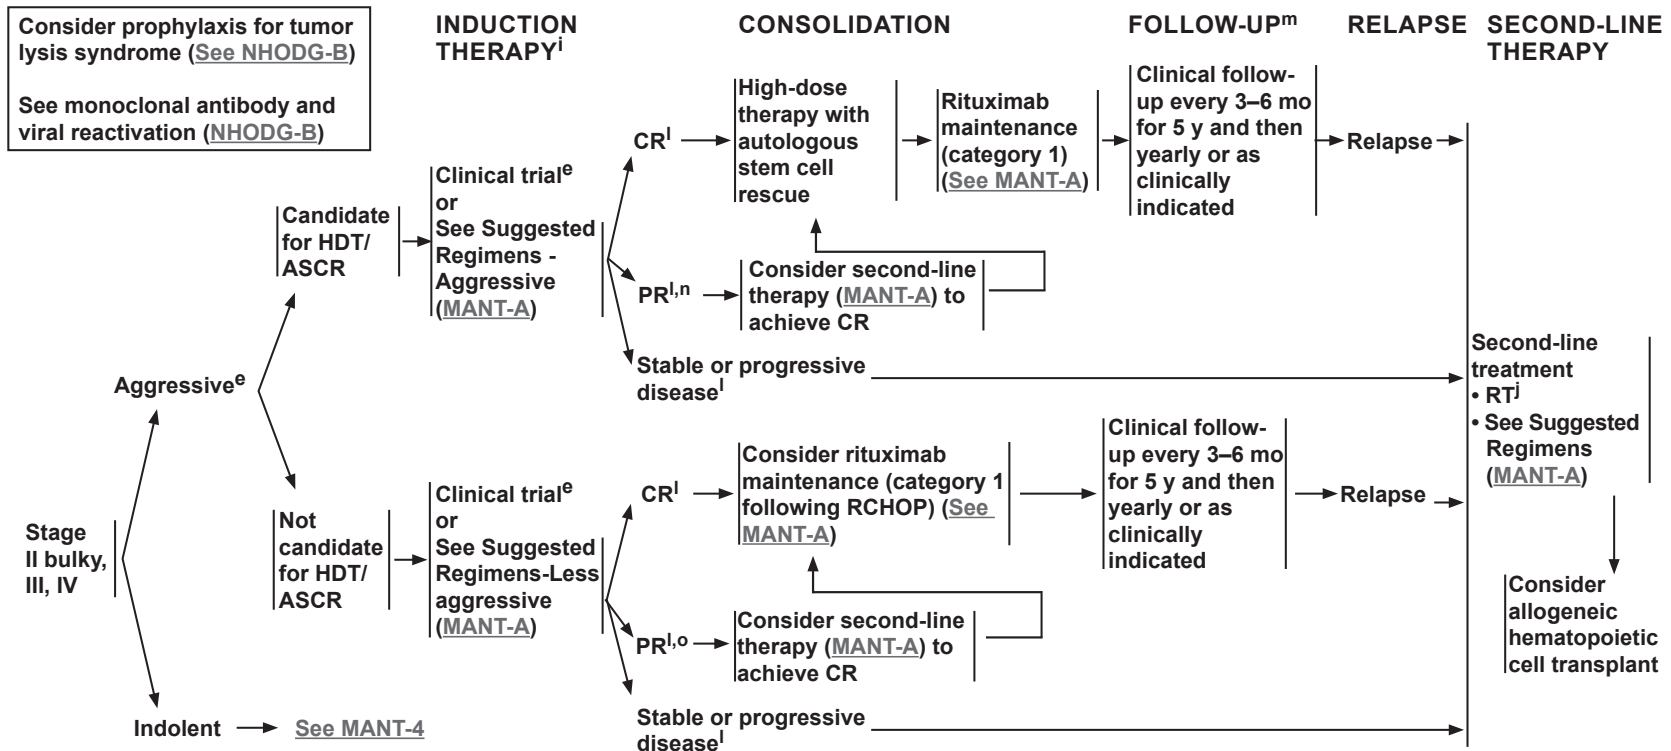 Consider prophylaxis for tumor
lysis syndrome (See NHODG-B)
See monoclonal antibody and
viral reactivation (NHODG-B)
INDUCTION
THERAPYi
CONSOLIDATION
FOLLOW-UPm
RELAPSE
SECOND-LINE
THERAPY
Stage
II bulky,
III, IV
Aggressivee
Candidate
for HDT/
ASCR
Clinical triale
or
See Suggested
Regimens -
Aggressive
(MANT-A)
CRl
High-dose
therapy with
autologous
stem cell
rescue
Rituximab
maintenance
(category 1)
(See MANT-A)
Clinical follow-
up every 3–6 mo
for 5 y and then
yearly or as
clinically
indicated
Relapse
PRl,n
Consider second-line
therapy (MANT-A) to
achieve CR
Stable or progressive
diseasel
Not
candidate
for HDT/
ASCR
Clinical triale
or
See Suggested
Regimens-Less
aggressive
(MANT-A)
CRl
Consider rituximab
maintenance (category 1
following RCHOP) (See
MANT-A)
Clinical follow-
up every 3–6 mo
for 5 y and then
yearly or as
clinically
indicated
Relapse
PRl,o
Consider second-line
therapy (MANT-A) to
achieve CR
Stable or progressive
diseasel
Second-line
treatment
• RTj
• See Suggested
Regimens
(MANT-A)
Consider
allogeneic
hematopoietic
cell transplant
Indolent
See MANT-4